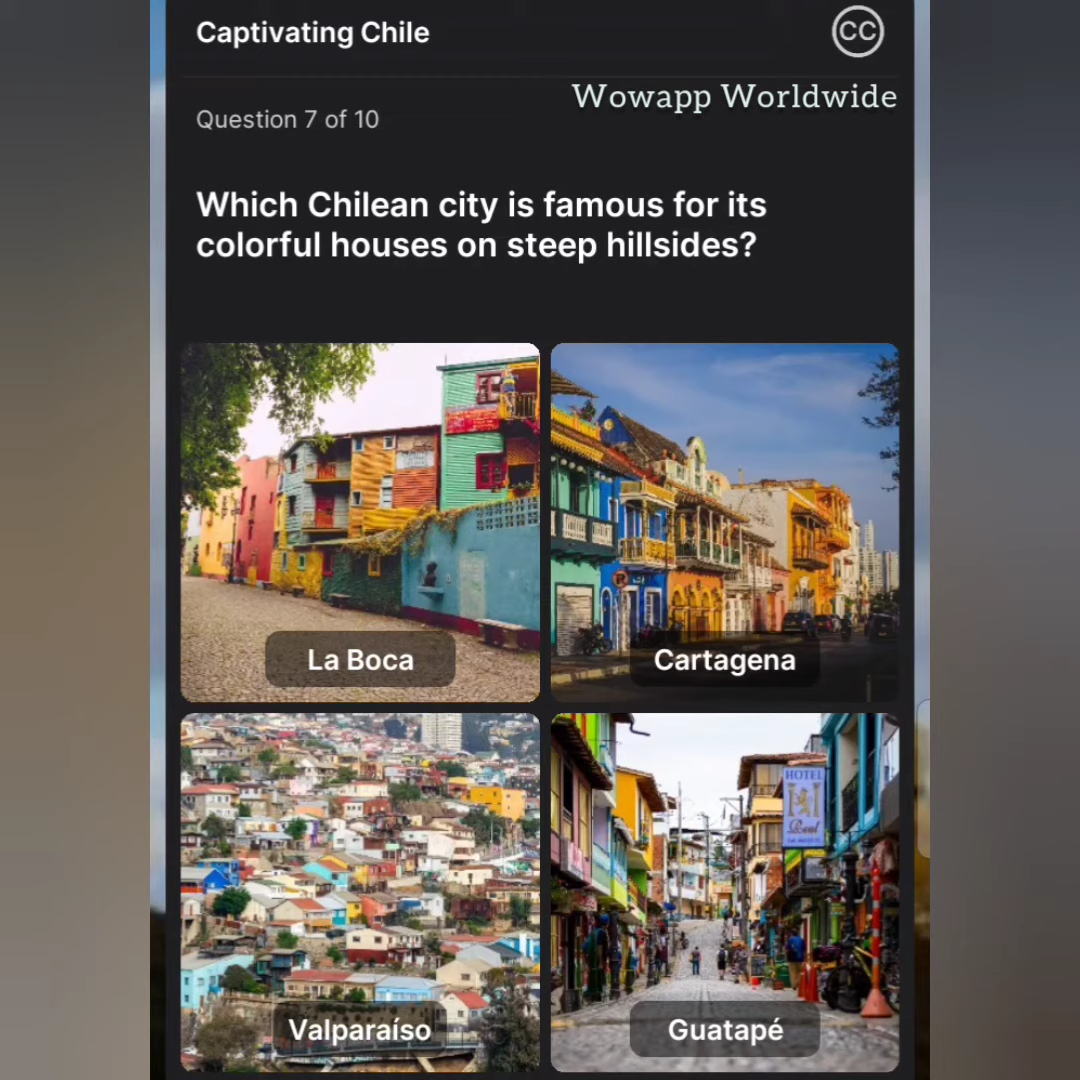 Captivating Chile
CC
Wowapp Worldwide
Question 7 of 10
Which Chilean city is famous for its
colorful houses on steep hillsides?
La Boca
Cartagena
HOTEL
Valparaíso
Guatapé